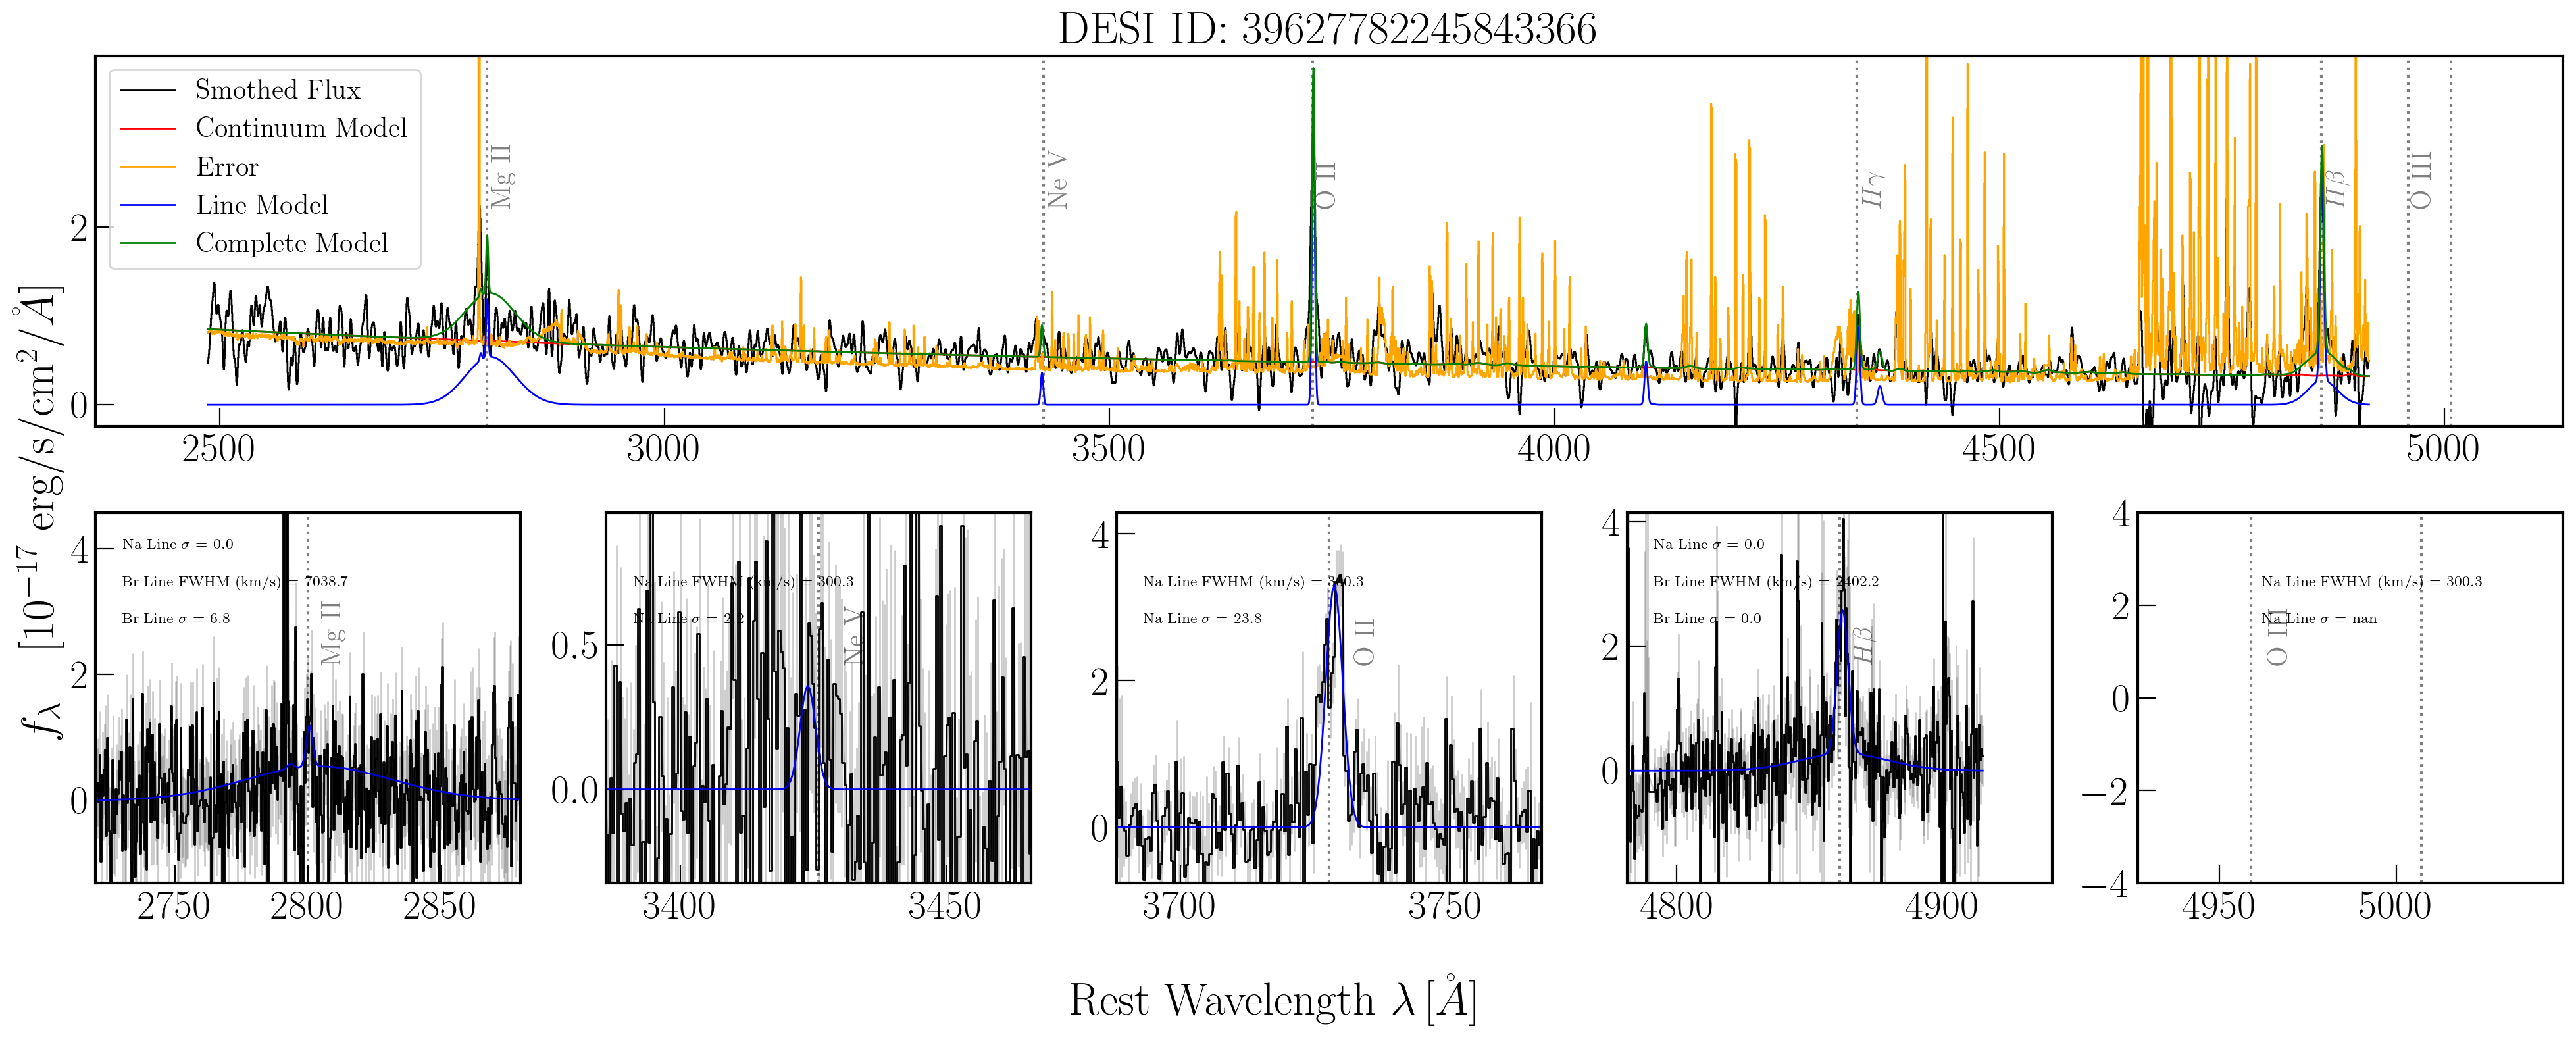 DESI ID: 39627782245843366
Smothed Flux
Continuum Model
Error
Line Model
Complete Model
Mg II
Ne V
O II
Hγ
Hβ
O III
2
0
2500
3000
3500
4000
4500
5000
f_λ [10⁻¹⁷ erg/s/cm²/Å]
4
2
0
Na Line σ = 0.0
Br Line FWHM (km/s) = 7038.7
Br Line σ = 6.8
Mg II
2750
2800
2850
0.5
0.0
Na Line FWHM (km/s) = 300.3
Na Line σ = 2.2
Ne V
3400
3450
4
2
0
Na Line FWHM (km/s) = 300.3
Na Line σ = 23.8
O II
3700
3750
4
2
0
Na Line σ = 0.0
Br Line FWHM (km/s) = 2402.2
Br Line σ = 0.0
Hβ
4800
4900
4
2
0
−2
−4
Na Line FWHM (km/s) = 300.3
Na Line σ = nan
O III
4950
5000
Rest Wavelength λ [Å]